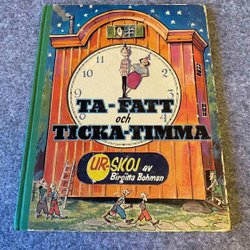 TA-FATT
och
TICKA-TIMMA
UR-SKOJ av
Birgitta Bohman